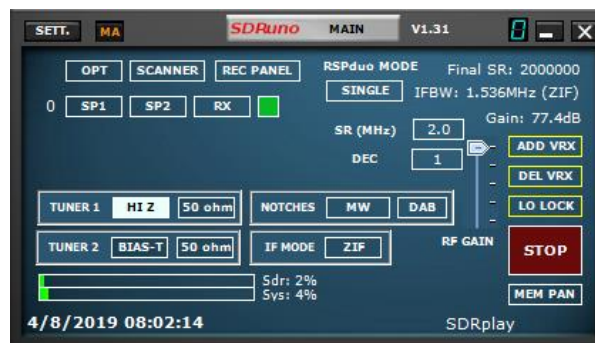 SETT. MA SDRuno MAIN V1.31 8
OPT SCANNER REC PANEL RSPduo MODE Final SR: 2000000
SINGLE IFBW: 1.536MHz (ZIF)
0 SP1 SP2 RX
Gain: 77.4dB
SR (MHz) 2.0
ADD VRX
DEC 1
DEL VRX
TUNER 1 HI Z 50 ohm NOTCHES MW DAB LO LOCK
TUNER 2 BIAS-T 50 ohm IF MODE ZIF RF GAIN STOP
Sdr: 2%
Sys: 4%
MEM PAN
4/8/2019 08:02:14 SDRplay